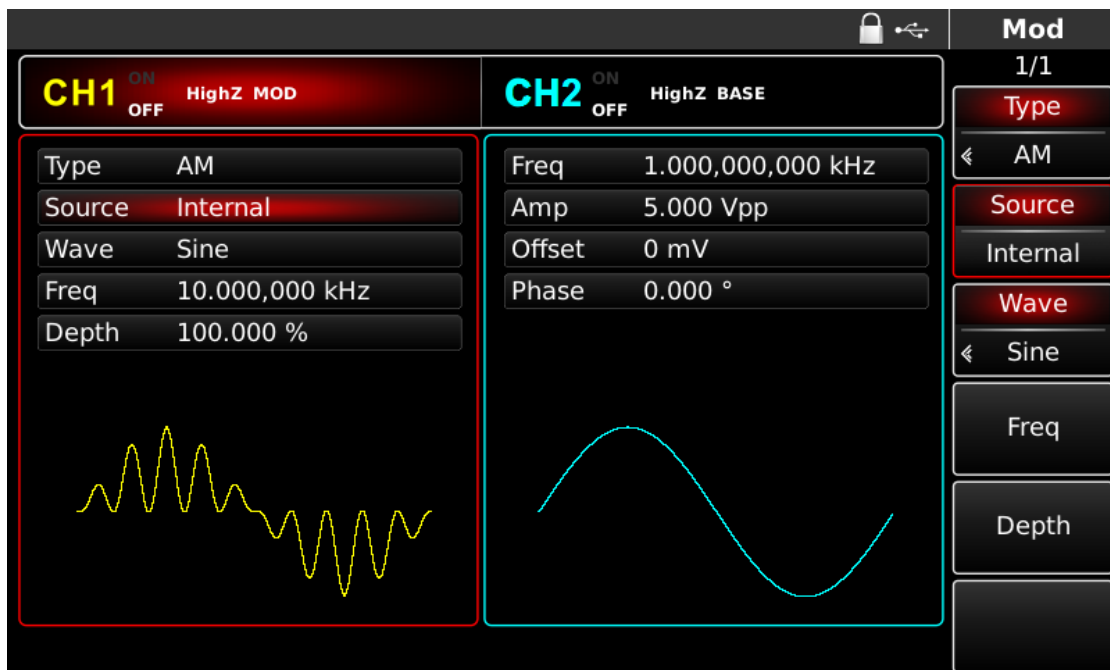 Mod
1/1
CH1 ON OFF HighZ MOD
CH2 ON OFF HighZ BASE
Type AM
Source Internal
Wave Sine
Freq 10.000,000 kHz
Depth 100.000 %
Freq 1.000,000,000 kHz
Amp 5.000 Vpp
Offset 0 mV
Phase 0.000 °
Type
AM
Source
Internal
Wave
Sine
Freq
Depth